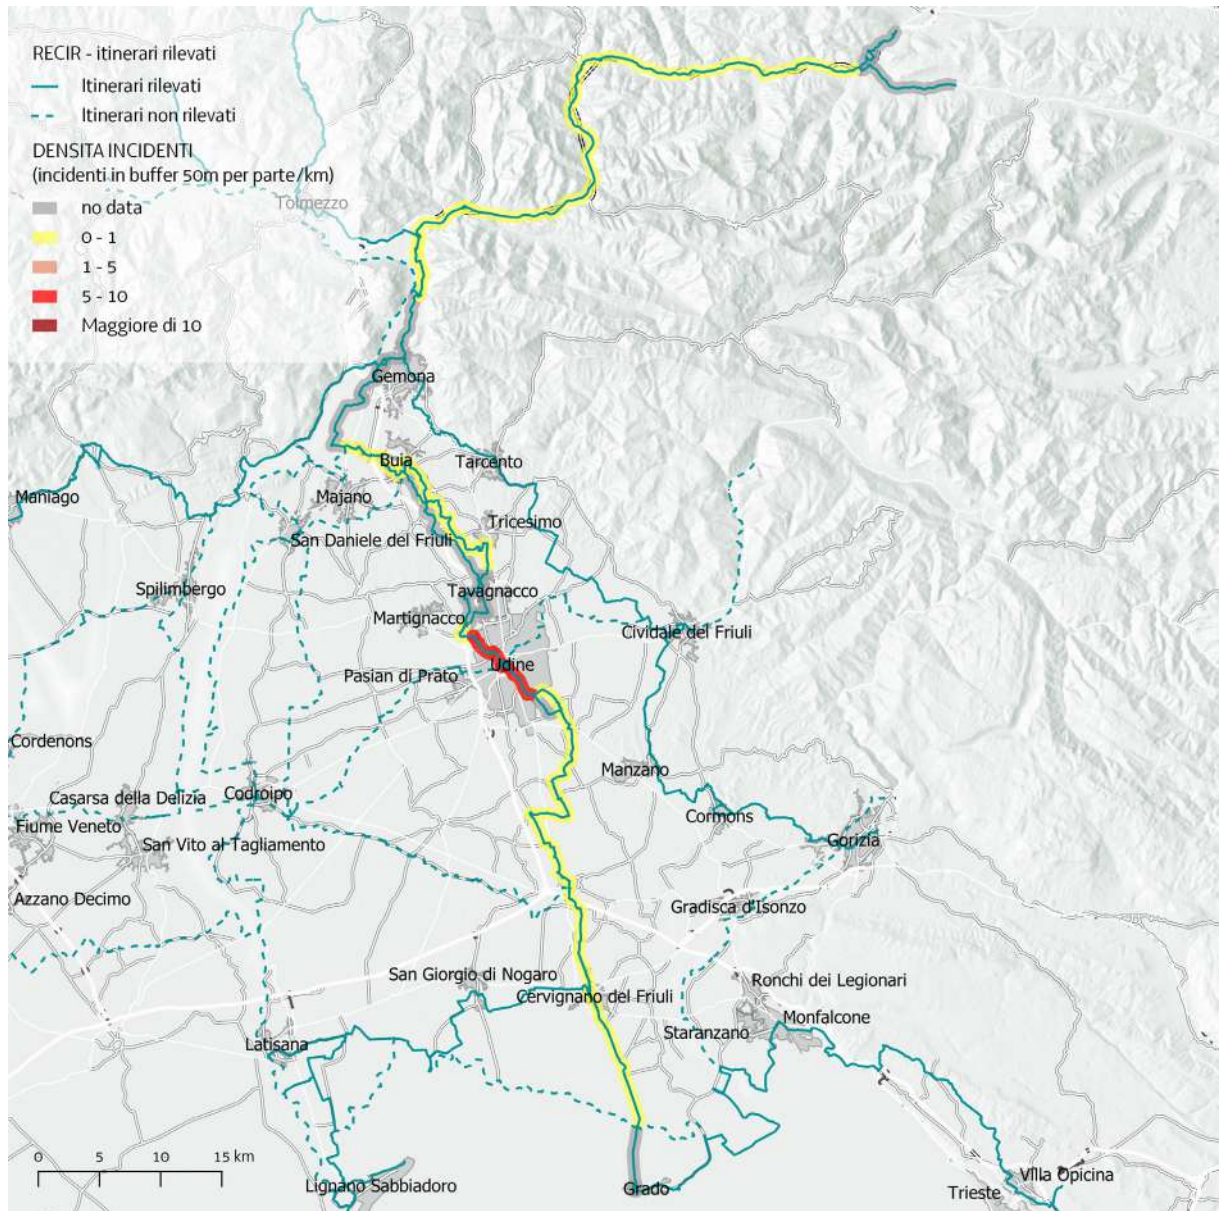 RECIR - itinerari rilevati
Itinerari rilevati
Itinerari non rilevati
DENSITA INCIDENTI
(incidenti in buffer 50m per parte/km)
no data
0 - 1
1 - 5
5 - 10
Maggiore di 10
Tolmezzo
Gemona
Buia
Tarcento
Maniago
Majano
Tricesimo
San Daniele del Friuli
Spilimbergo
Tavagnacco
Martignacco
Cividale del Friuli
Udine
Pasian di Prato
Cordenons
Manzano
Casarsa della Delizia
Codroipo
Cormons
Fiume Veneto
San Vito al Tagliamento
Gorizia
Azzano Decimo
Gradisca d'Isonzo
San Giorgio di Nogaro
Ronchi dei Legionari
Cervignano del Friuli
Monfalcone
Staranzano
Latisana
0 5 10 15 km
Villa Opicina
Lignano Sabbiadoro
Grado
Trieste